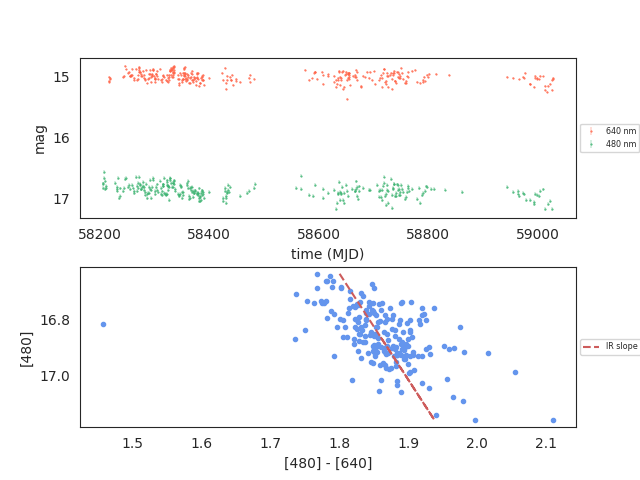 15
16
17
mag
58200 58400 58600 58800 59000
time (MJD)
640 nm
480 nm
16.8
17.0
[480]
1.5 1.6 1.7 1.8 1.9 2.0 2.1
[480] - [640]
IR slope